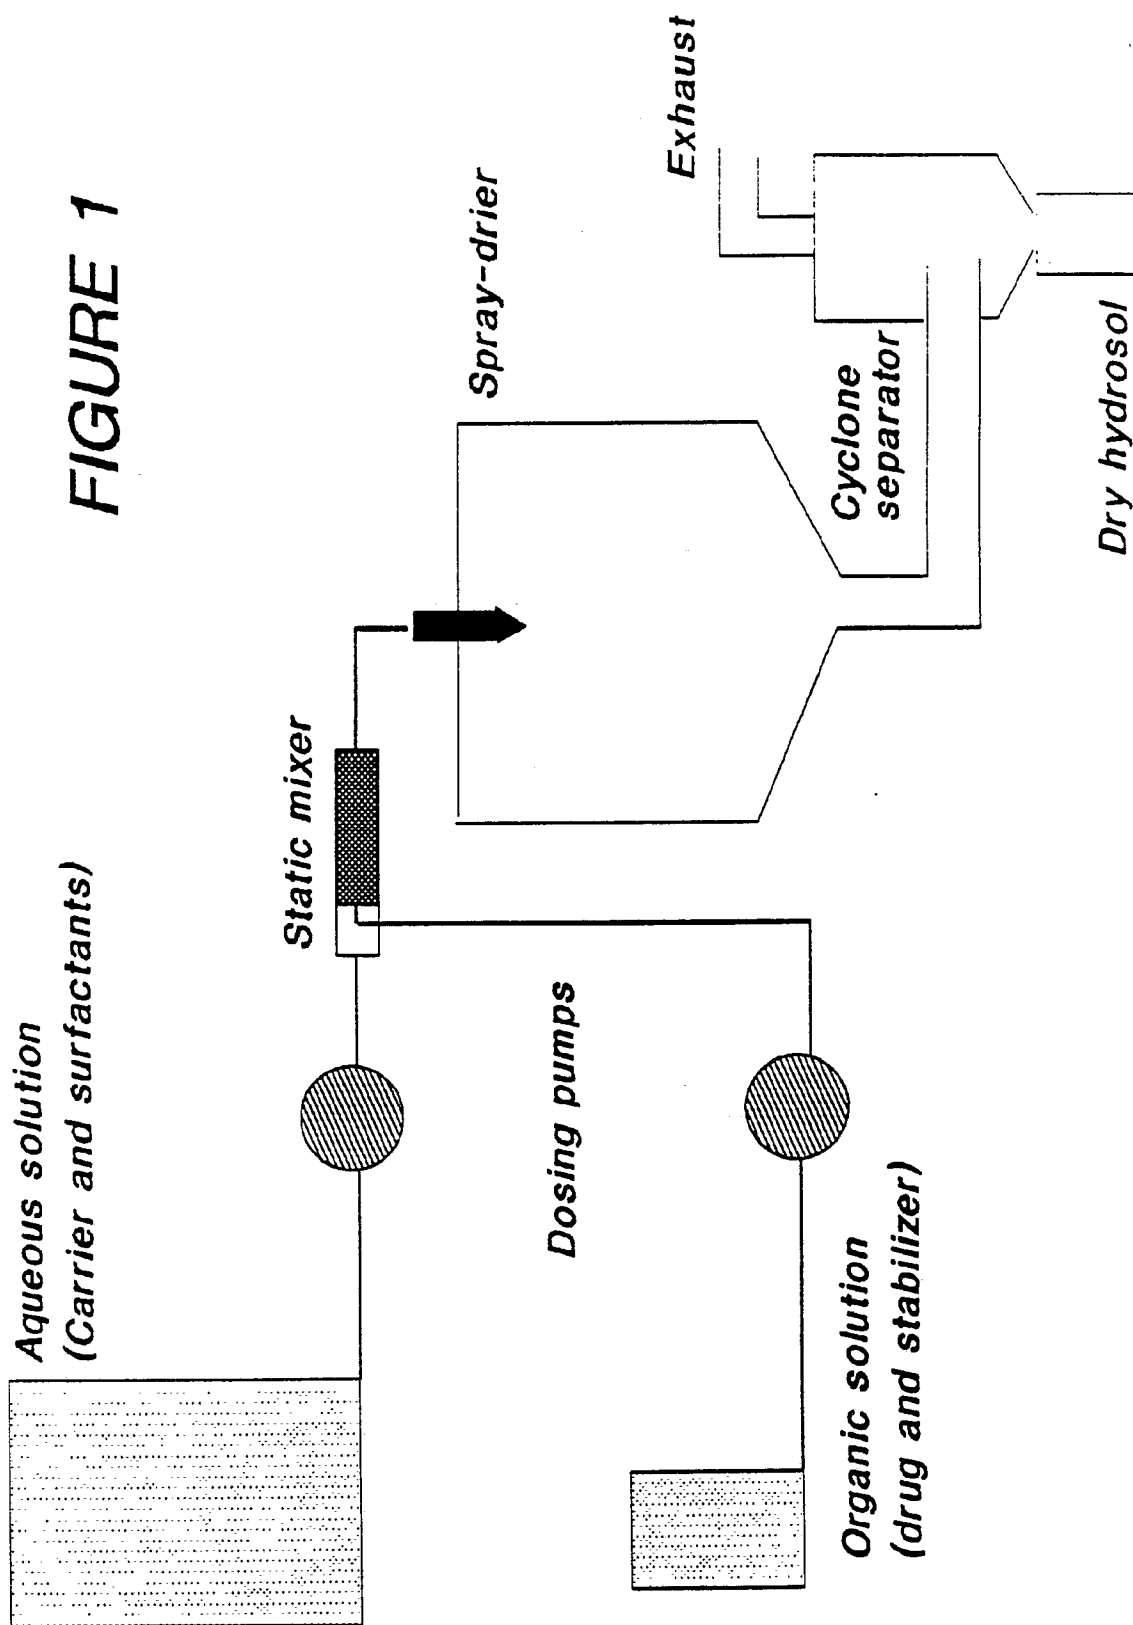 FIGURE 1
Aqueous solution
(Carrier and surfactants)
Static mixer
Spray-drier
Exhaust
Dosing pumps
Cyclone
separator
Organic solution
(drug and stabilizer)
Dry hydrosol